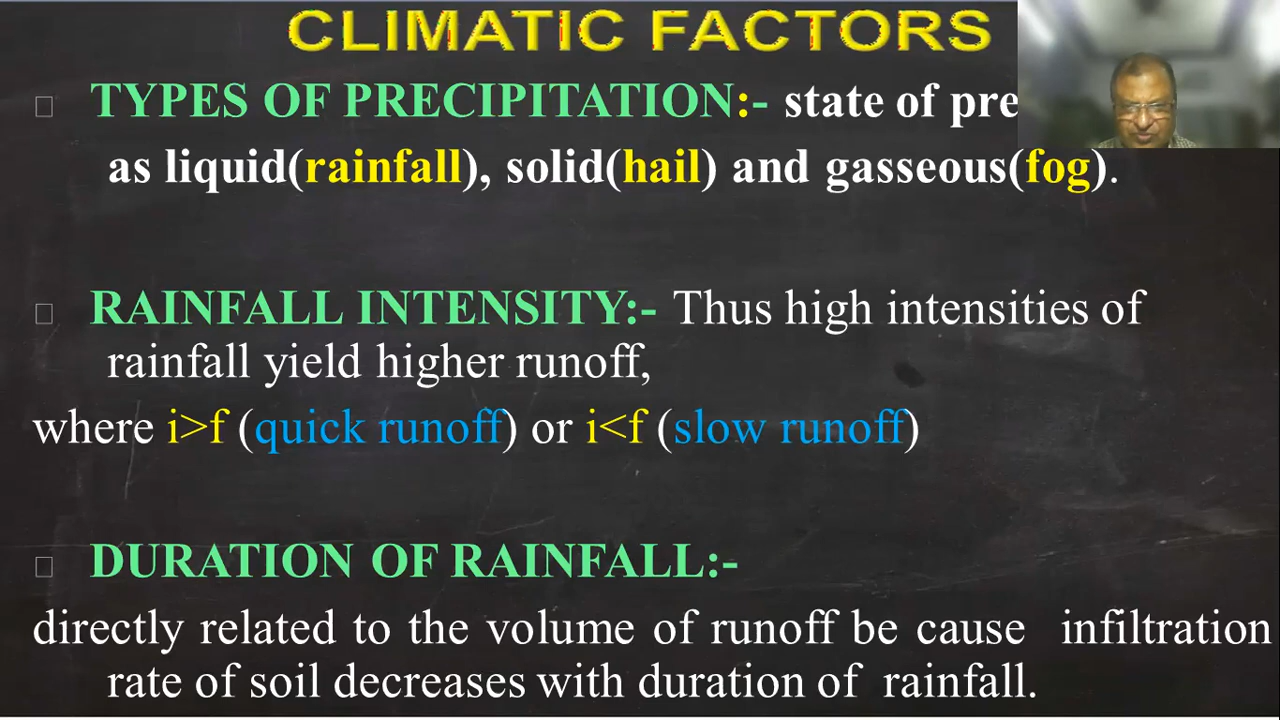 CLIMATIC FACTORS
TYPES OF PRECIPITATION:- state of
as liquid(rainfall), solid(hail) and gasseous(fog).
RAINFALL INTENSITY:- Thus high intensities of
rainfall yield higher runoff,
where i>f (quick runoff) or i<f (slow runoff)
DURATION OF RAINFALL:-
directly related to the volume of runoff be cause infiltration
rate of soil decreases with duration of rainfall.